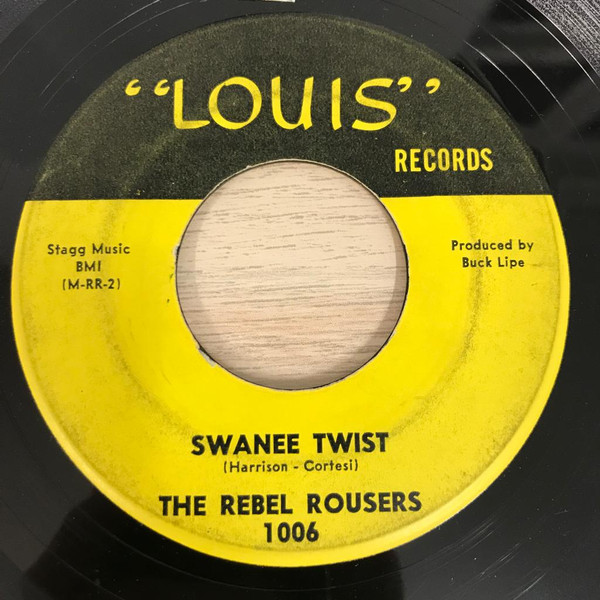 "LOUIS"
RECORDS
Stagg Music
BMI
(M-RR-2)
Produced by
Buck Lipe
SWANEE TWIST
(Harrison - Cortesi)
THE REBEL ROUSERS
1006